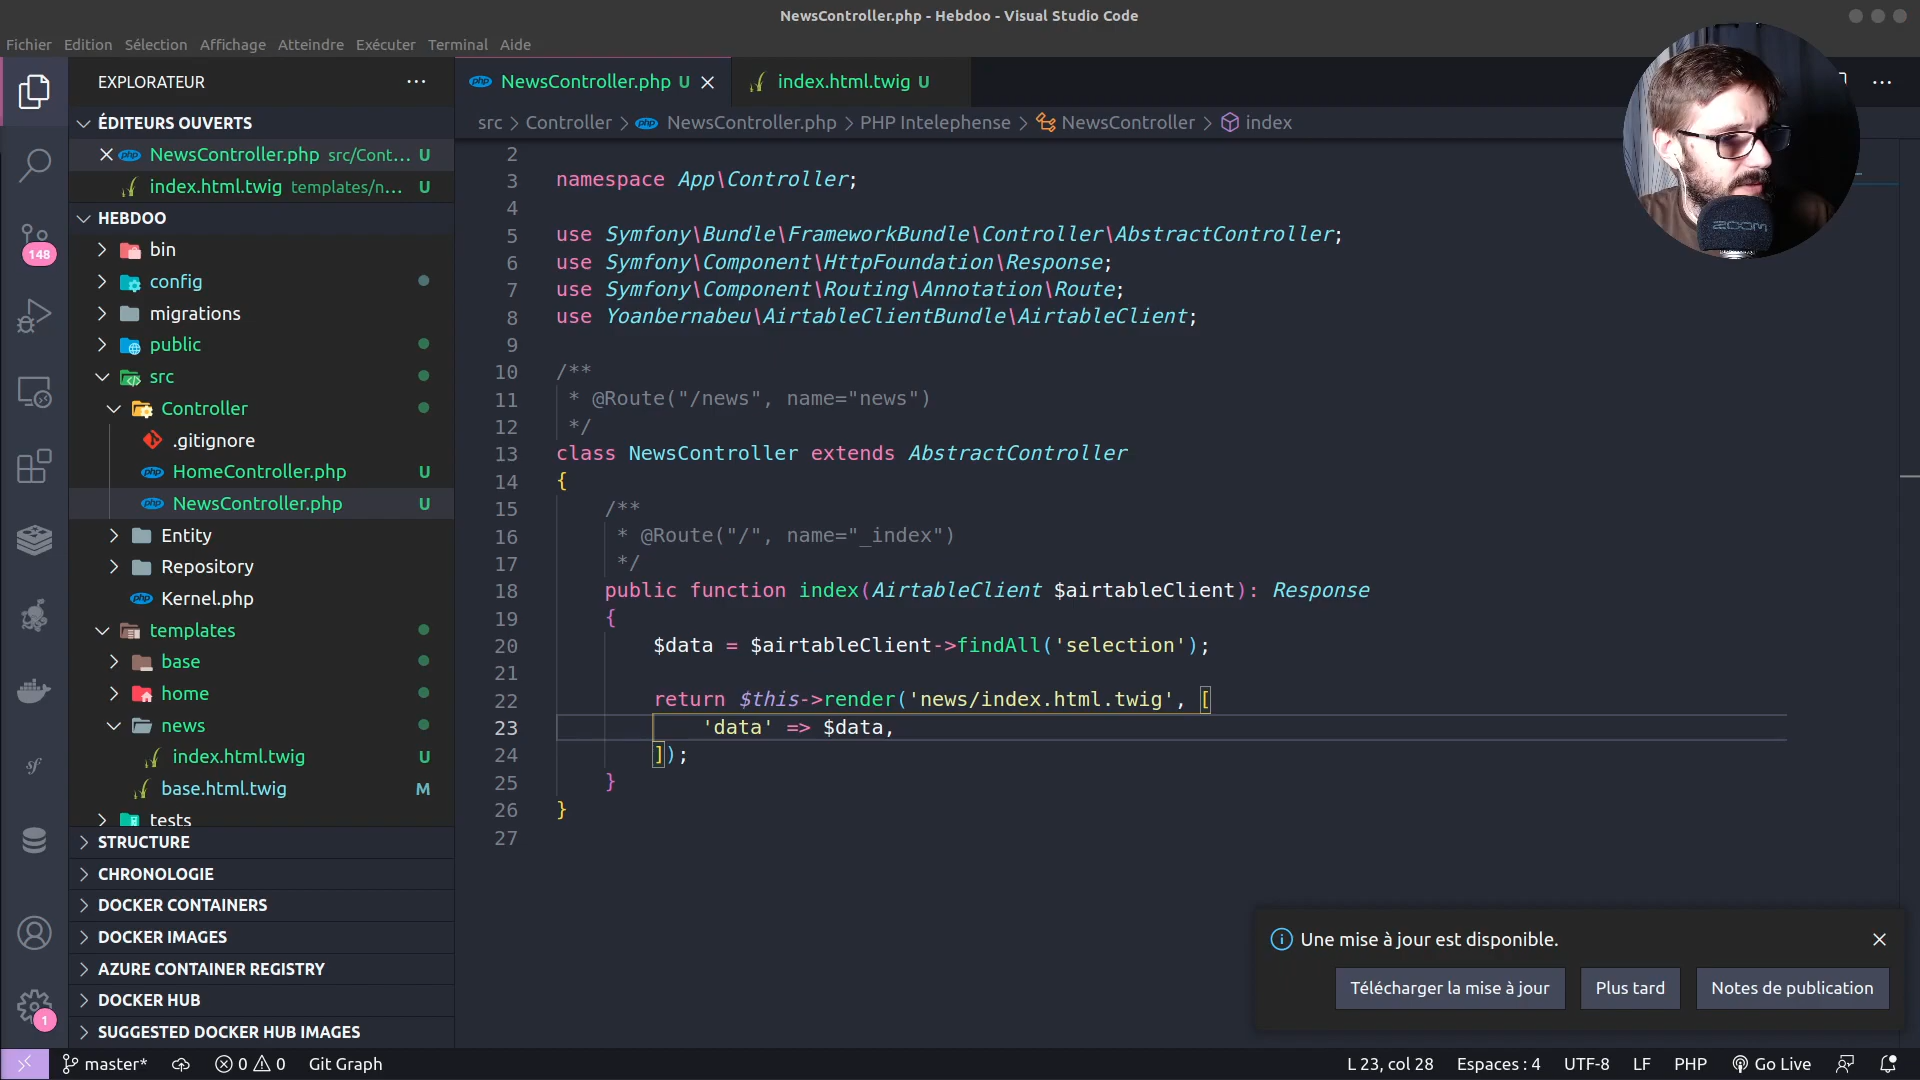 NewsController.php - Hebdoo - Visual Studio Code
Fichier Edition Sélection Affichage Atteindre Exécuter Terminal Aide
EXPLORATEUR
NewsController.php U
index.html.twig U
ÉDITEURS OUVERTS
NewsController.php src/Cont... U
index.html.twig templates/n... U
HEBDOO
bin
config
migrations
public
src
Controller
.gitignore
HomeController.php U
NewsController.php U
Entity
Repository
Kernel.php
templates
base
home
news
index.html.twig U
base.html.twig M
tests
STRUCTURE
CHRONOLOGIE
DOCKER CONTAINERS
DOCKER IMAGES
AZURE CONTAINER REGISTRY
DOCKER HUB
SUGGESTED DOCKER HUB IMAGES
148
1
src > Controller > php NewsController.php > PHP Intelephense > NewsController > index
2
3 namespace App\Controller;
4
5 use Symfony\Bundle\FrameworkBundle\Controller\AbstractController;
6 use Symfony\Component\HttpFoundation\Response;
7 use Symfony\Component\Routing\Annotation\Route;
8 use Yoanbernabeu\AirtableClientBundle\AirtableClient;
9
10 /**
11 * @Route("/news", name="news")
12 */
13 class NewsController extends AbstractController
14 {
15 /**
16 * @Route("/", name="_index")
17 */
18 public function index(AirtableClient $airtableClient): Response
19 {
20 $data = $airtableClient->findAll('selection');
21
22 return $this->render('news/index.html.twig', [
23 'data' => $data,
24 ]);
25 }
26 }
27
zoom
Une mise à jour est disponible.
Télécharger la mise à jour
Plus tard
Notes de publication
master* 0 0 Git Graph
L 23, col 28 Espaces : 4 UTF-8 LF PHP Go Live